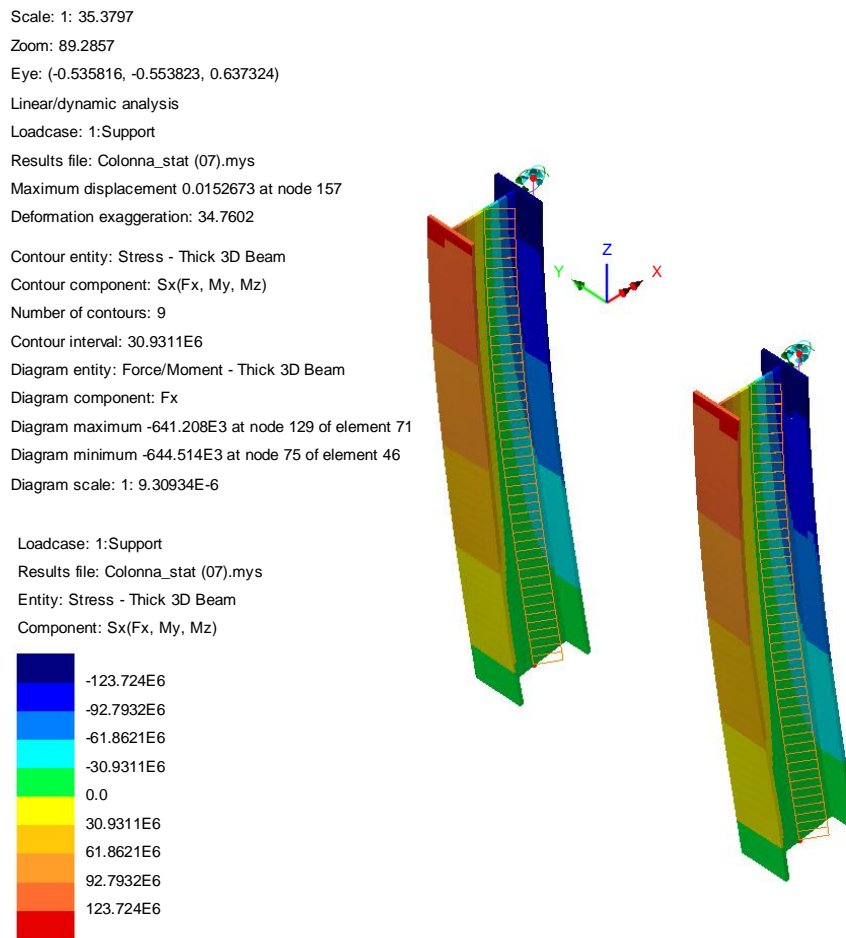 Scale: 1: 35.3797
Zoom: 89.2857
Eye: (-0.535816, -0.553823, 0.637324)
Linear/dynamic analysis
Loadcase: 1:Support
Results file: Colonna_stat (07).mys
Maximum displacement 0.0152673 at node 157
Deformation exaggeration: 34.7602
Contour entity: Stress - Thick 3D Beam
Contour component: Sx(Fx, My, Mz)
Number of contours: 9
Contour interval: 30.9311E6
Diagram entity: Force/Moment - Thick 3D Beam
Diagram component: Fx
Diagram maximum -641.208E3 at node 129 of element 71
Diagram minimum -644.514E3 at node 75 of element 46
Diagram scale: 1: 9.30934E-6
Loadcase: 1:Support
Results file: Colonna_stat (07).mys
Entity: Stress - Thick 3D Beam
Component: Sx(Fx, My, Mz)
-123.724E6
-92.7932E6
-61.8621E6
-30.9311E6
0.0
30.9311E6
61.8621E6
92.7932E6
123.724E6
Z
Y
X